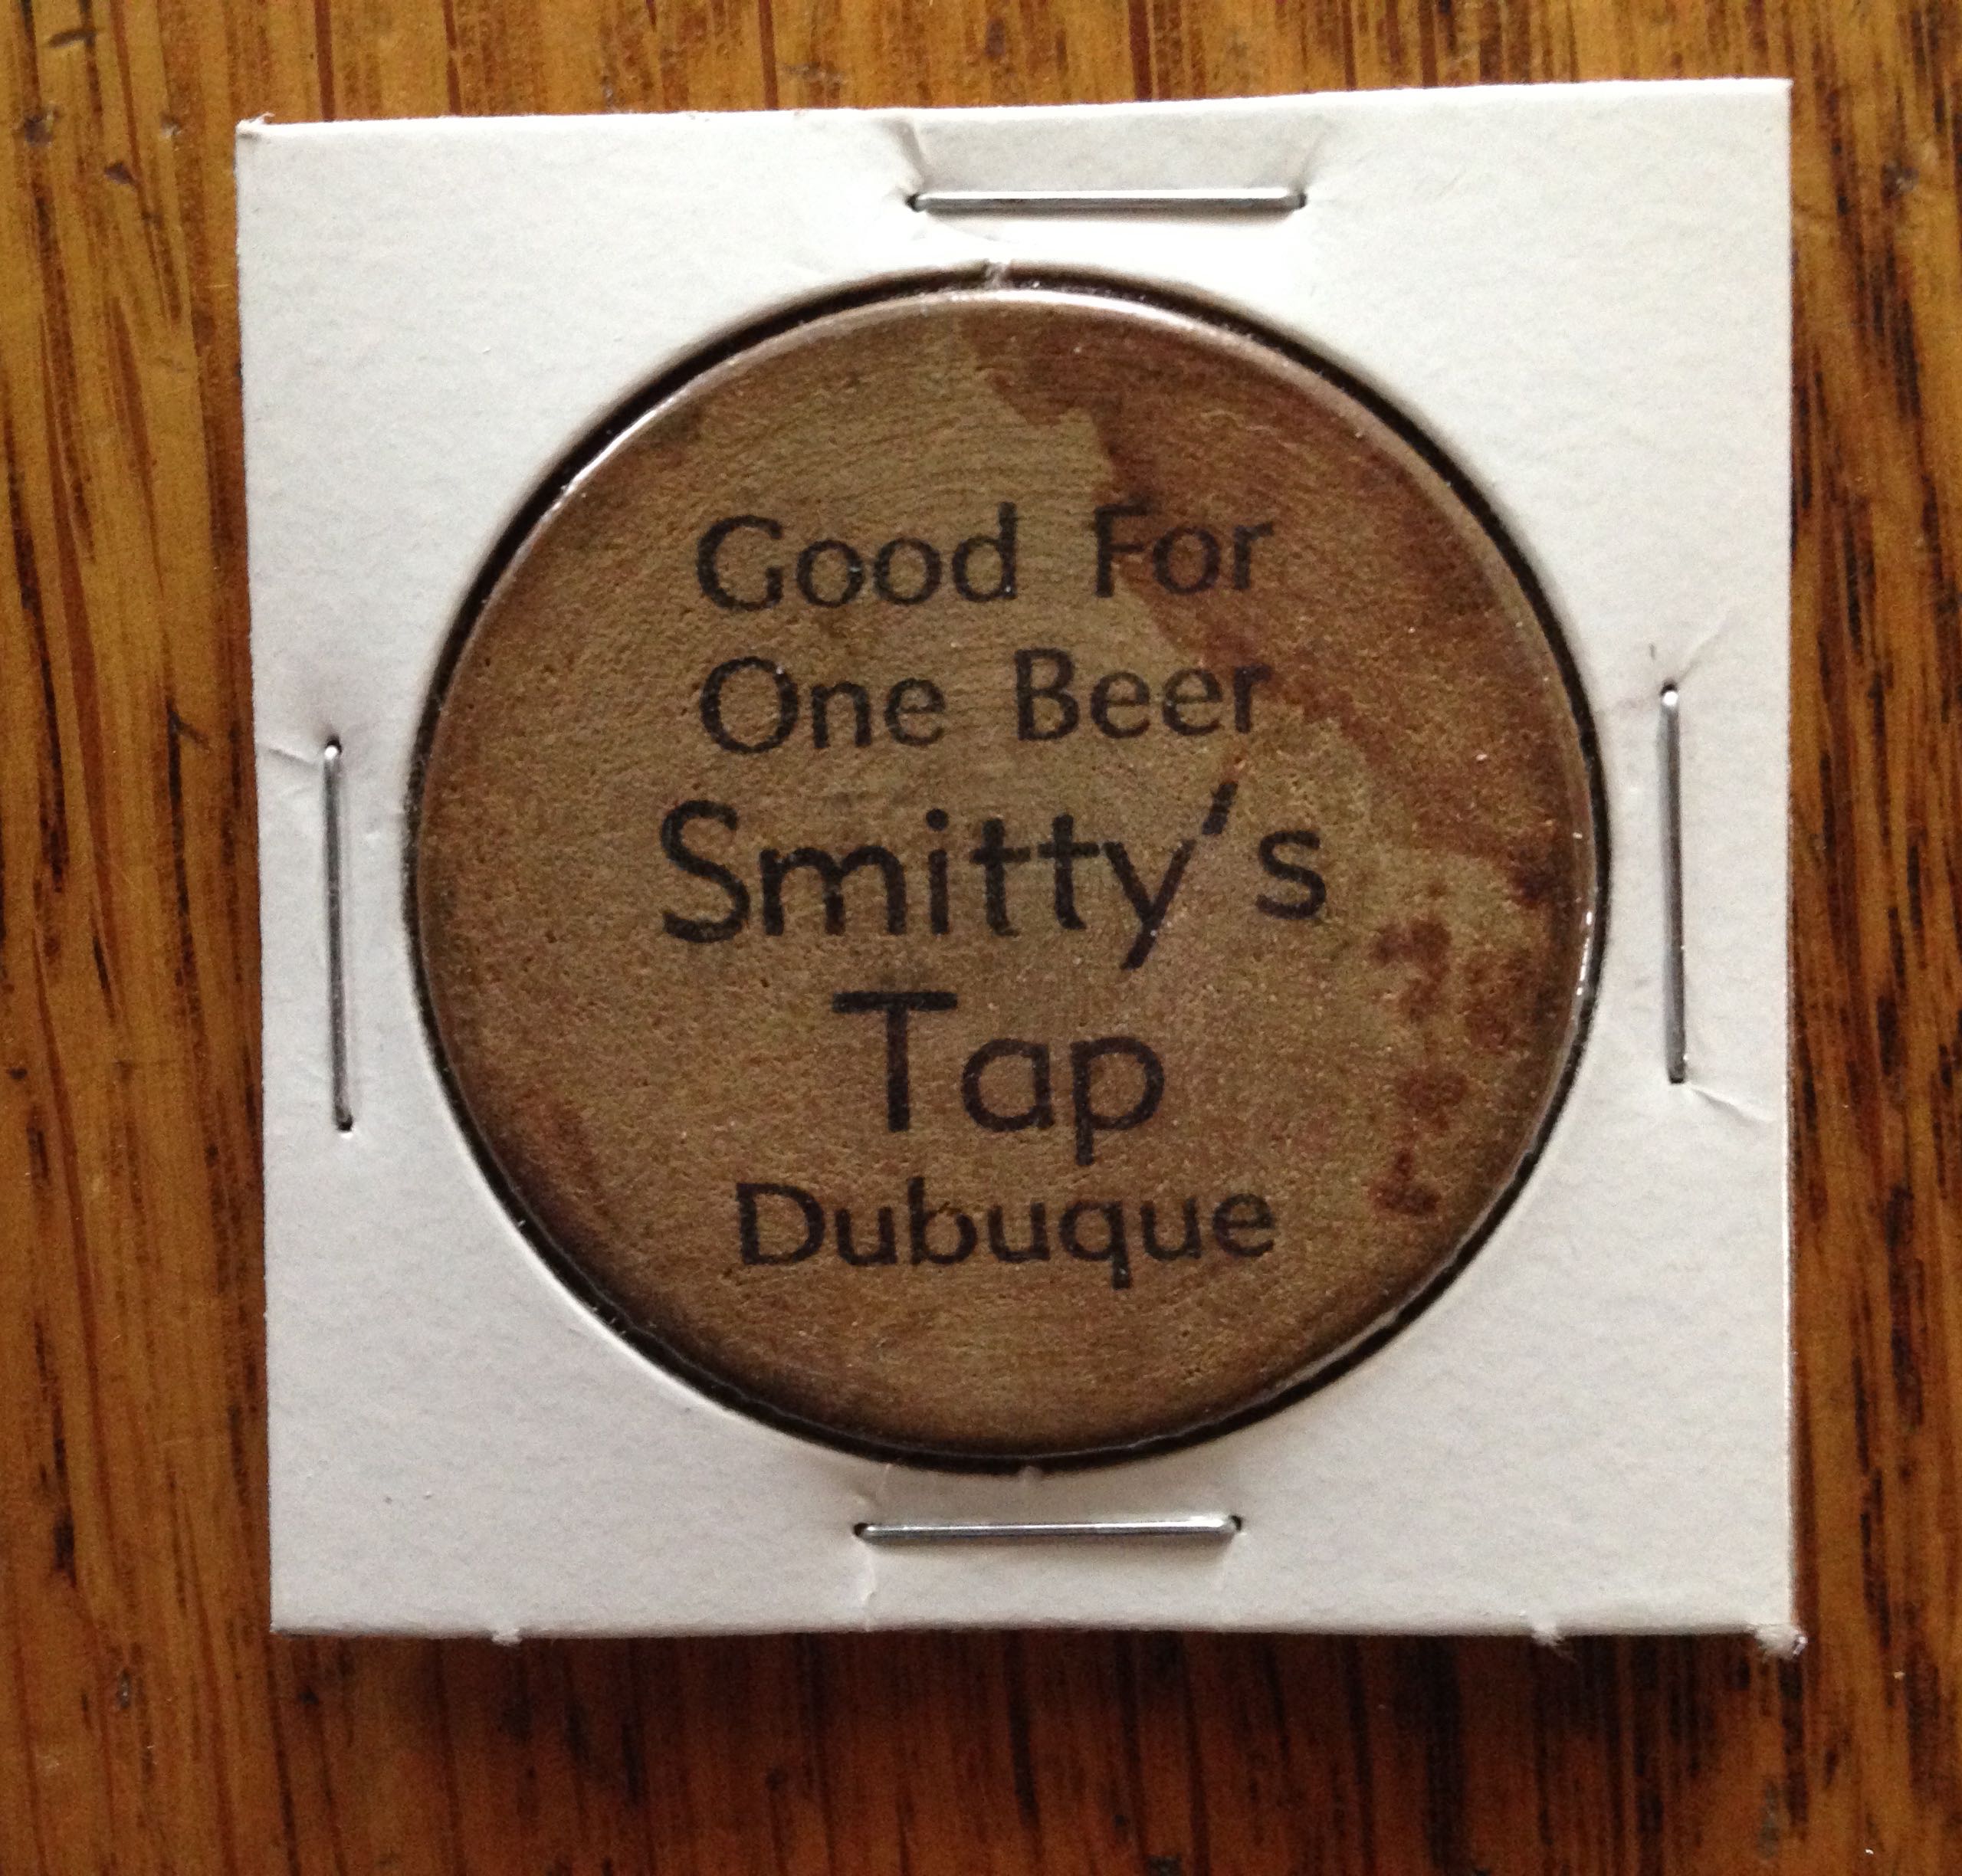 Good For
One Beer
Smitty's
Tap
Dubuque